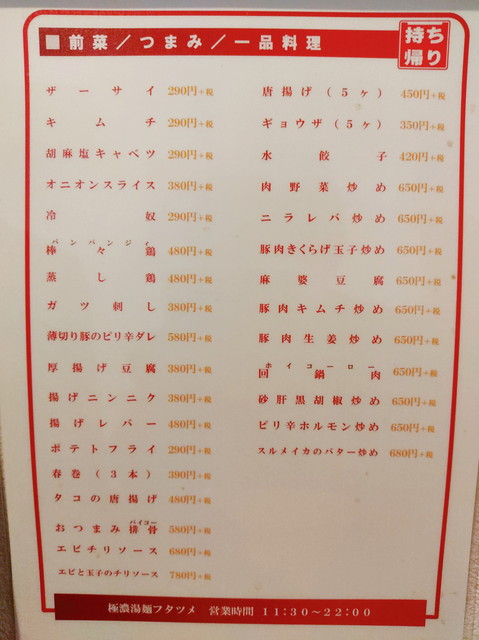 ■前菜／つまみ／一品料理
持ち帰り
ザーサイ 290円+税
キムチ 290円+税
胡麻塩キャベツ 290円+税
オニオンスライス 380円+税
冷奴 290円+税
バンバンジィ
棒々鶏 480円+税
蒸し鶏 480円+税
ガツ刺し 380円+税
薄切り豚のピリ辛ダレ 580円+税
厚揚げ豆腐 380円+税
揚げニンニク 380円+税
揚げレバー 480円+税
ポテトフライ 290円+税
春巻（3本） 390円+税
タコの唐揚げ 480円+税
パイコー
おつまみ排骨 580円+税
エビチリソース 680円+税
エビと玉子のチリソース 780円+税
唐揚げ（5ヶ） 450円+税
ギョウザ（5ヶ） 350円+税
水餃子 420円+税
肉野菜炒め 650円+税
ニラレバ炒め 650円+税
豚肉きくらげ玉子炒め 650円+税
麻婆豆腐 650円+税
豚肉キムチ炒め 650円+税
豚肉生姜炒め 650円+税
ホイコーロー
回鍋肉 650円+税
砂肝黒胡椒炒め 650円+税
ピリ辛ホルモン炒め 650円+税
スルメイカのバター炒め 680円+税
極濃湯麺フタツメ 営業時間 11:30～22:00